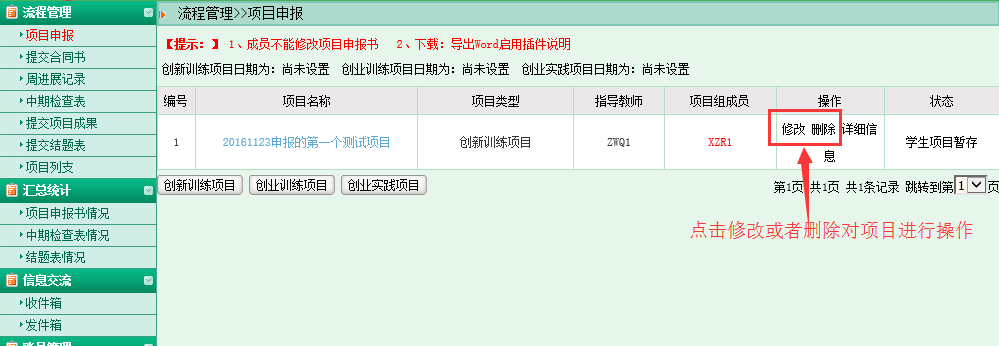 流程管理
项目申报
提交合同书
周进展记录
中期检查表
提交项目成果
提交结题表
项目列支
汇总统计
项目申报书情况
中期检查表情况
结题表情况
信息交流
收件箱
发件箱
流程管理>>项目申报
【提示：】 1、成员不能修改项目申报书 2、下载：导出Word启用插件说明
创新训练项目日期为：尚未设置 创业训练项目日期为：尚未设置 创业实践项目日期为：尚未设置
编号 项目名称 项目类型 指导教师 项目组成员 操作 状态
1 20161123申报的第一个测试项目 创新训练项目 ZWQ1 XZR1 修改 删除 详细信
息 学生项目暂存
创新训练项目 创业训练项目 创业实践项目 第1页 共1页 共1条记录 跳转到第 1 页
点击修改或者删除对项目进行操作